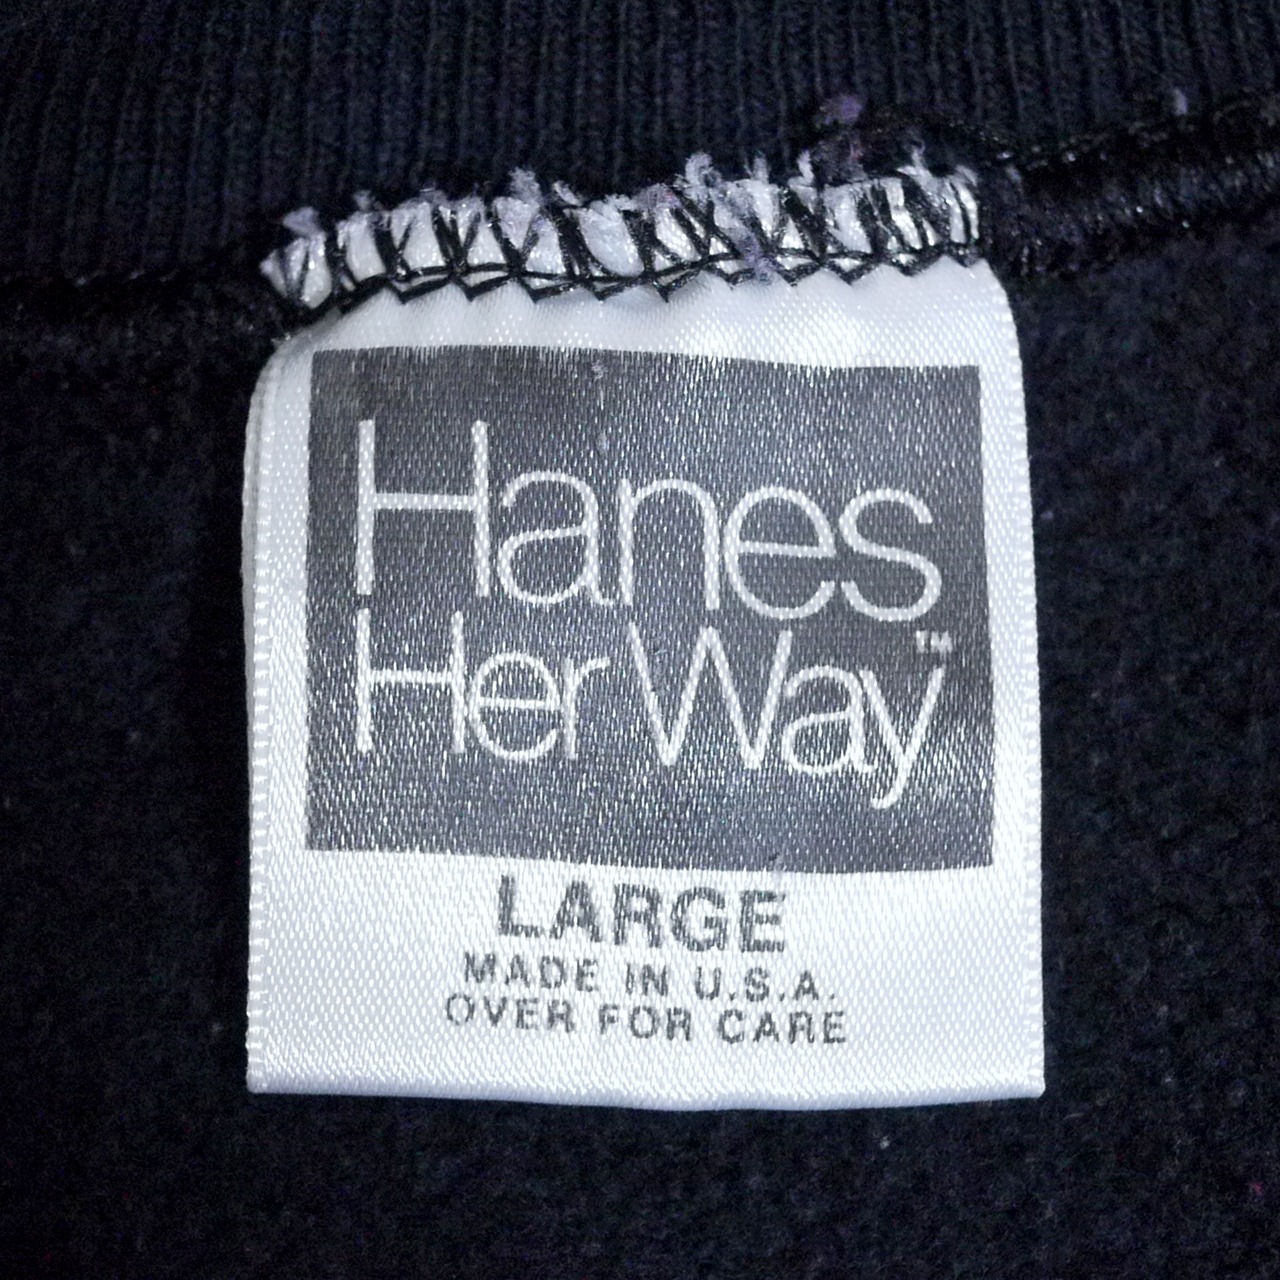 Hanes
Her Way™
LARGE
MADE IN U.S.A.
OVER FOR CARE